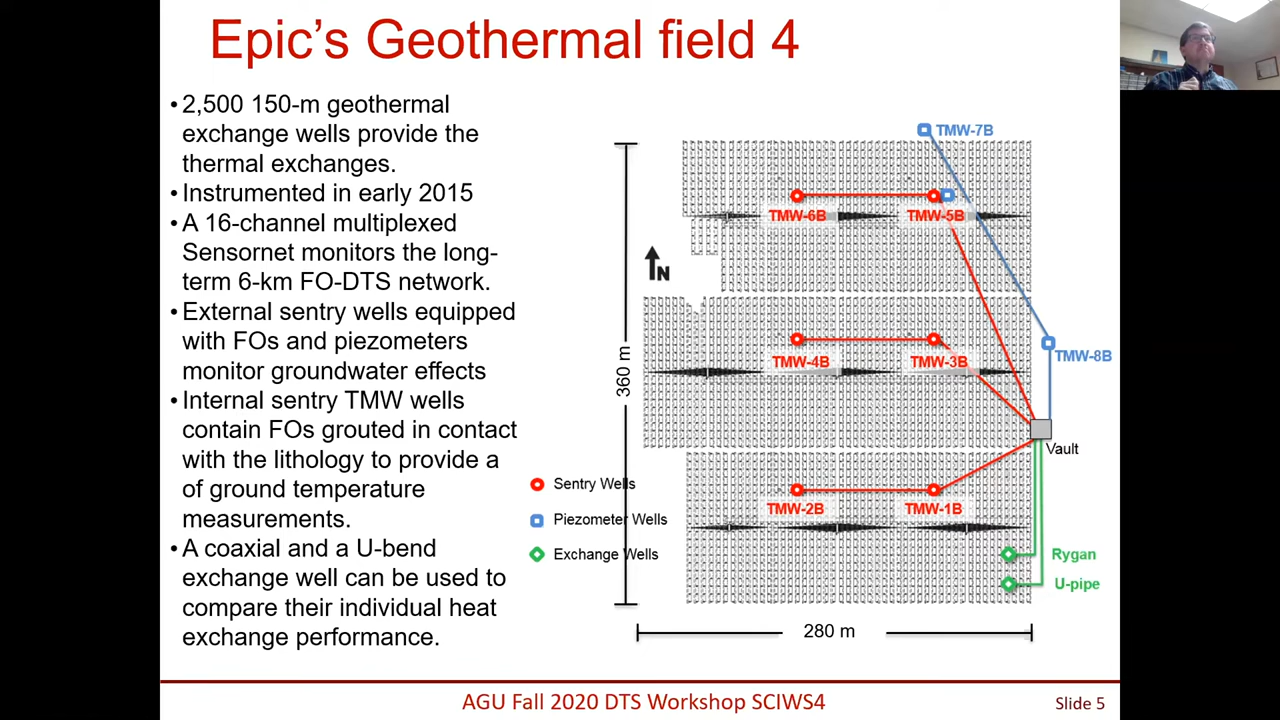 Epic’s Geothermal field 4
•2,500 150-m geothermal
exchange wells provide the
thermal exchanges.
•Instrumented in early 2015
•A 16-channel multiplexed
Sensornet monitors the long-
term 6-km FO-DTS network.
•External sentry wells equipped
with FOs and piezometers
monitor groundwater effects
•Internal sentry TMW wells
contain FOs grouted in contact
with the lithology to provide a
of ground temperature
measurements.
•A coaxial and a U-bend
exchange well can be used to
compare their individual heat
exchange performance.
TMW-7B
TMW-6B
TMW-5B
N
TMW-4B
TMW-3B
TMW-8B
360 m
Vault
Sentry Wells
TMW-2B
TMW-1B
Piezometer Wells
Exchange Wells
Rygan
U-pipe
280 m
AGU Fall 2020 DTS Workshop SCIWS4
Slide 5